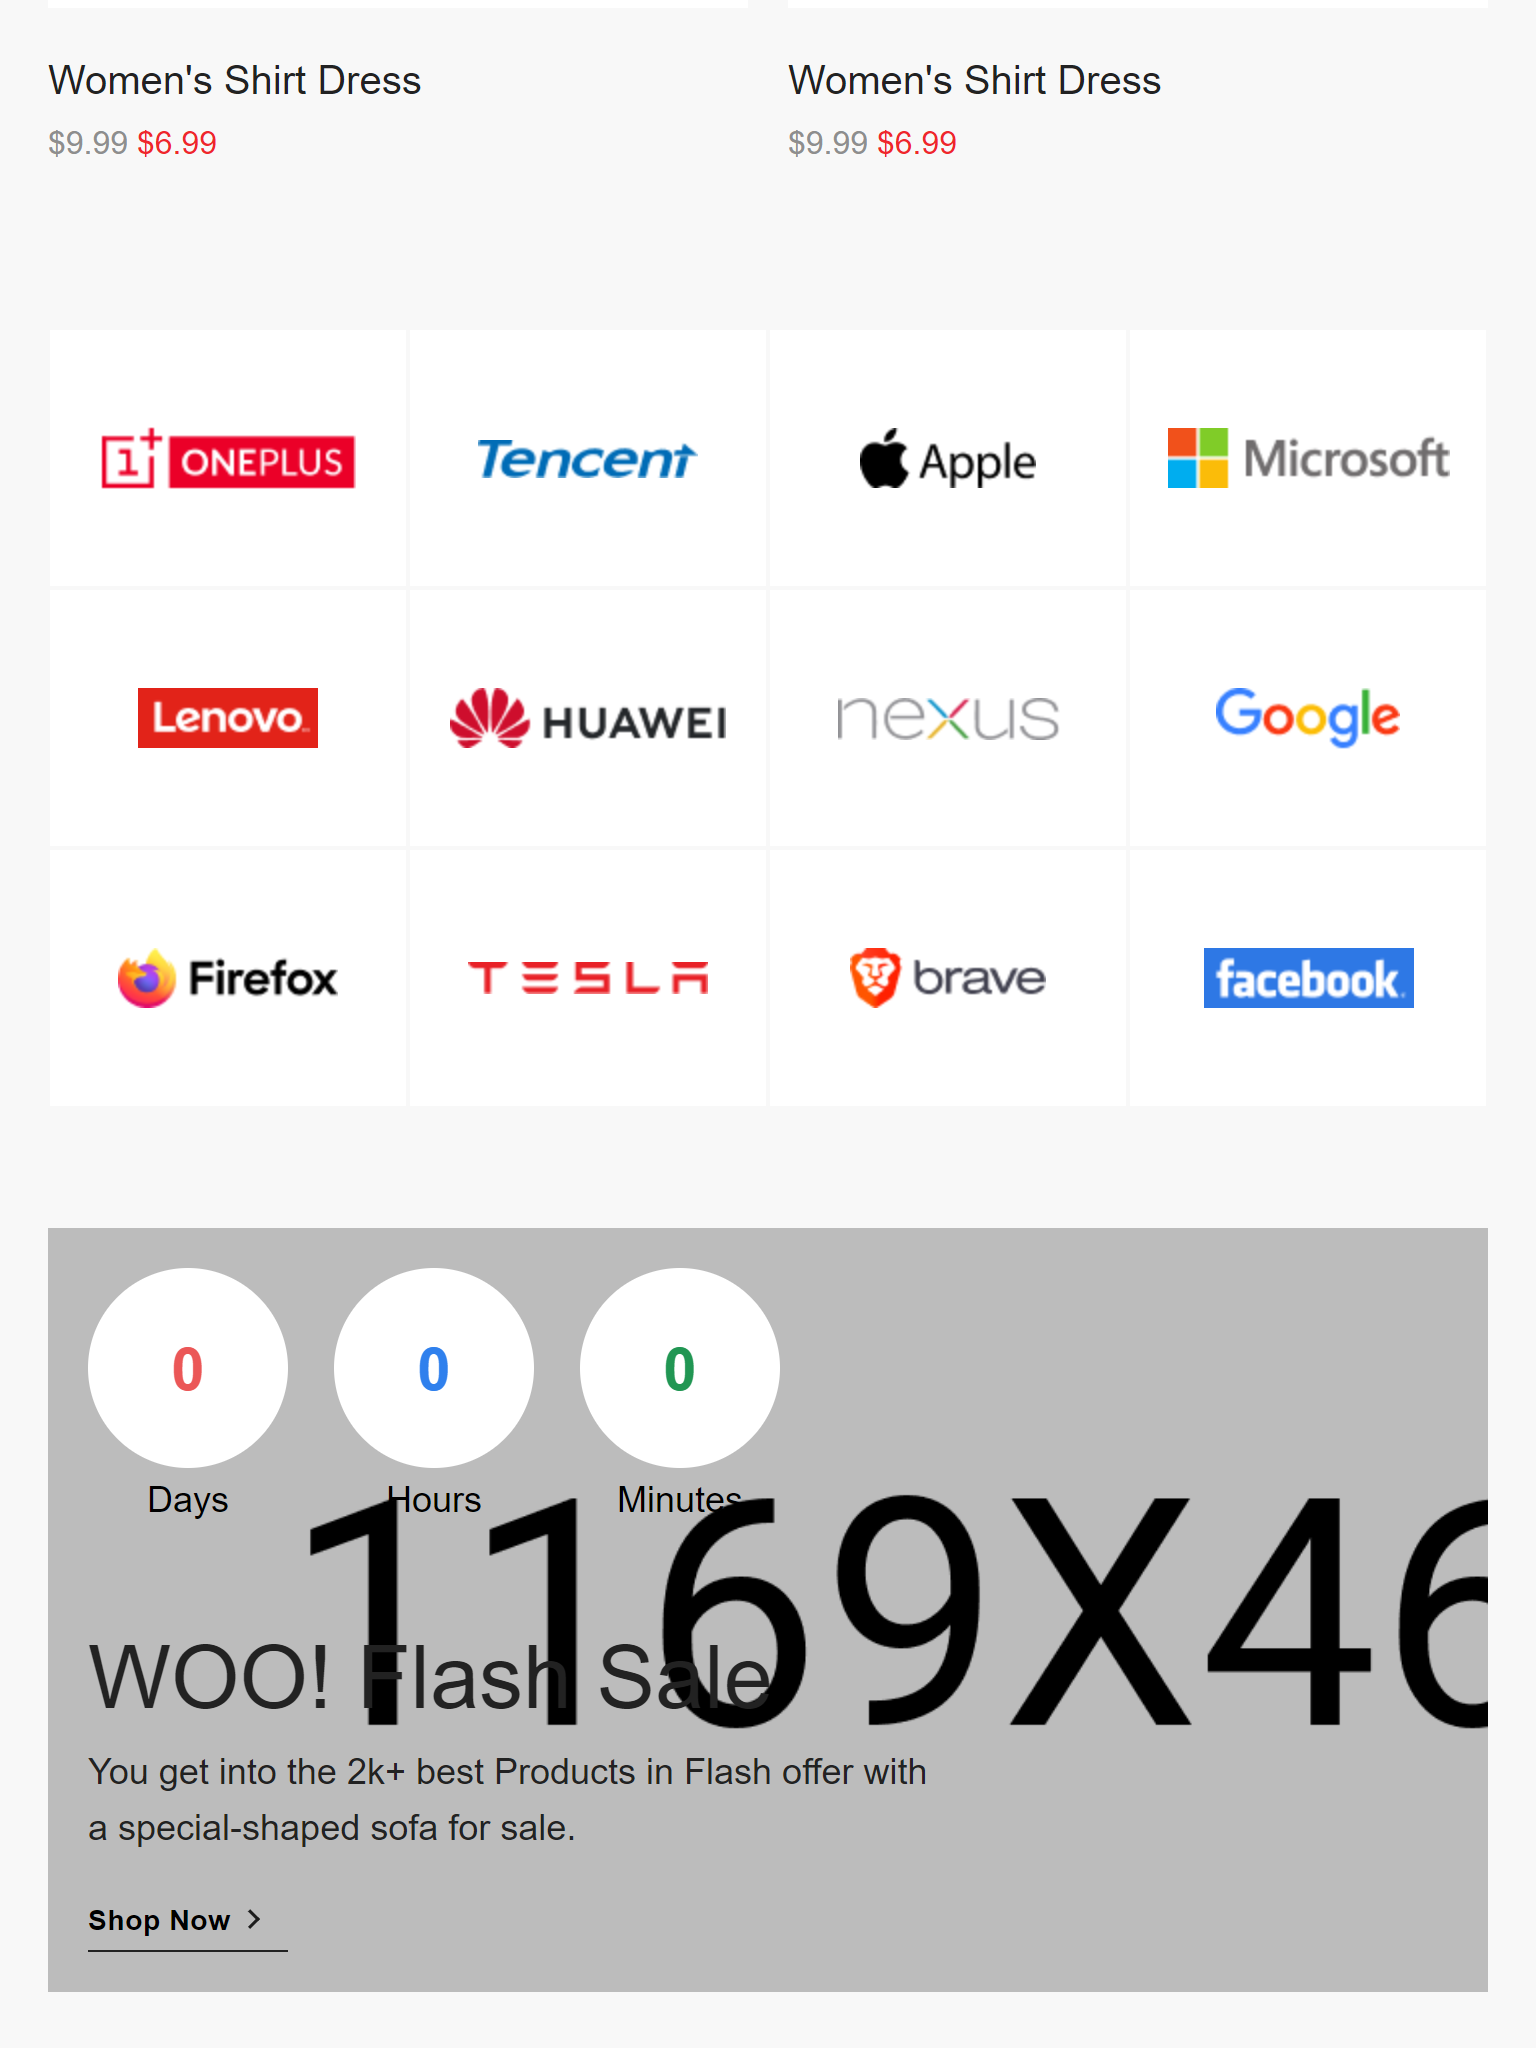 Women's Shirt Dress Women's Shirt Dress
$9.99 $6.99 $9.99 $6.99
1+ ONEPLUS Tencent Apple Microsoft
Lenovo HUAWEI nexus Google
Firefox TESLA brave facebook
0 0 0
Days Hours Minutes
1169X46
WOO! Flash Sale
You get into the 2k+ best Products in Flash offer with
a special-shaped sofa for sale.
Shop Now